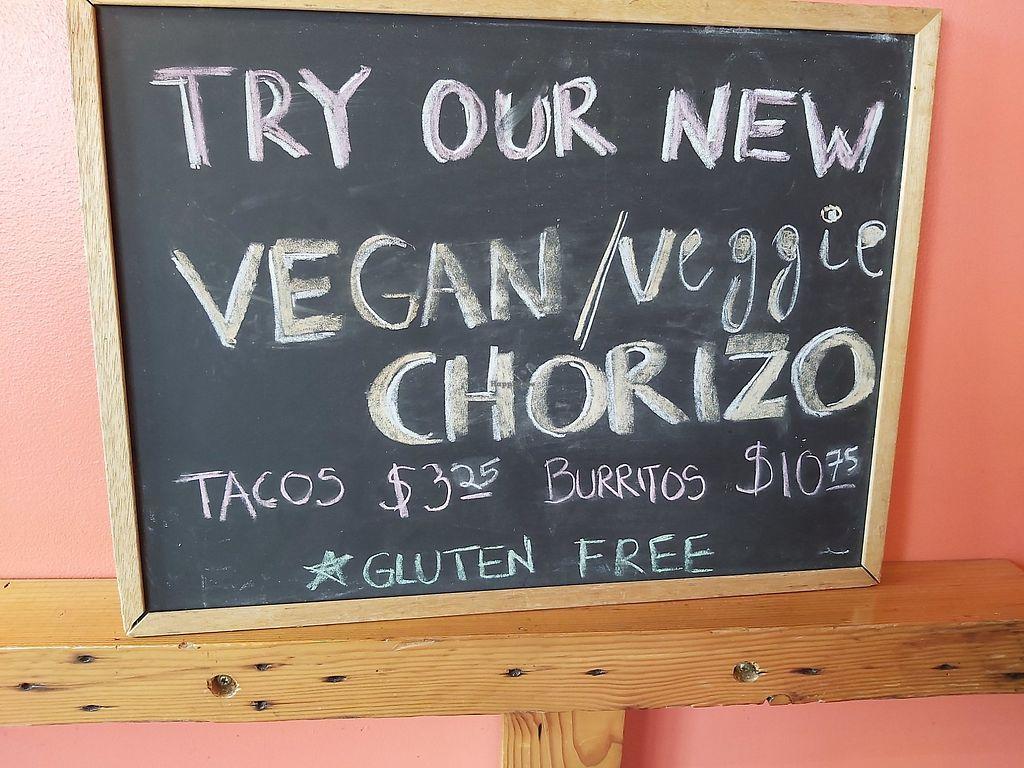 TRY OUR NEW
VEGAN/veggie
CHORIZO
TACOS $3.25 BURRITOS $10.75
★GLUTEN FREE